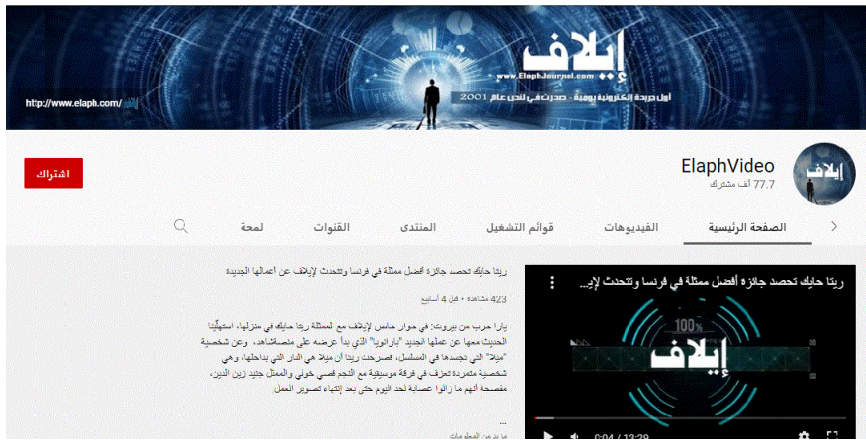 إيلاف
www.ElaphJournal.com
أول جريدة إلكترونية يومية - صدرت في لندن عام 2001
http://www.elaph.com/
إيلاف
ElaphVideo
77.7 ألف مشترك
اشتراك
الصفحة الرئيسية
الفيديوهات
قوائم التشغيل
المنتدى
القنوات
لمحة
ريتا حايك تحصد جائزة أفضل ممثلة في فرنسا وتتحدث لإي...
100%
إيلاف
0:04 / 13:29
ريتا حايك تحصد جائزة أفضل ممثلة في فرنسا وتتحدث لإيلاف عن أعمالها الجديدة
423 مشاهدة • قبل 4 أسابيع
يارا حرب من بيروت: في حوار خاص لإيلاف مع الممثلة ريتا حايك في منزلها، استهلّينا
الحديث معها عن عملها الجديد "بارانويا" الذي بدأ عرضه على منصة شاهد، وعن شخصية
"ميلا" التي تجسدها في المسلسل، فصرحت ريتا أن ميلا هي النار التي بداخلها، وهي
شخصية متمردة تعزف في فرقة موسيقية مع النجم قصي خولي والممثل جنيد زين الدين،
مفصحة أنهم ما زالوا عصابة لحد اليوم حتى بعد إنتهاء تصوير العمل.
...
مزيد من المعلومات